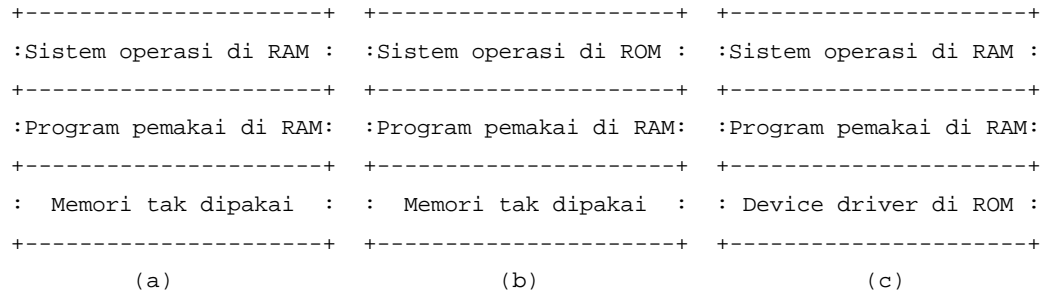 +----------------------+  +----------------------+  +----------------------+
:Sistem operasi di RAM :  :Sistem operasi di ROM :  :Sistem operasi di RAM :
+----------------------+  +----------------------+  +----------------------+
:Program pemakai di RAM:  :Program pemakai di RAM:  :Program pemakai di RAM:
+----------------------+  +----------------------+  +----------------------+
:  Memori tak dipakai  :  :  Memori tak dipakai  :  : Device driver di ROM :
+----------------------+  +----------------------+  +----------------------+
(a)                       (b)                       (c)